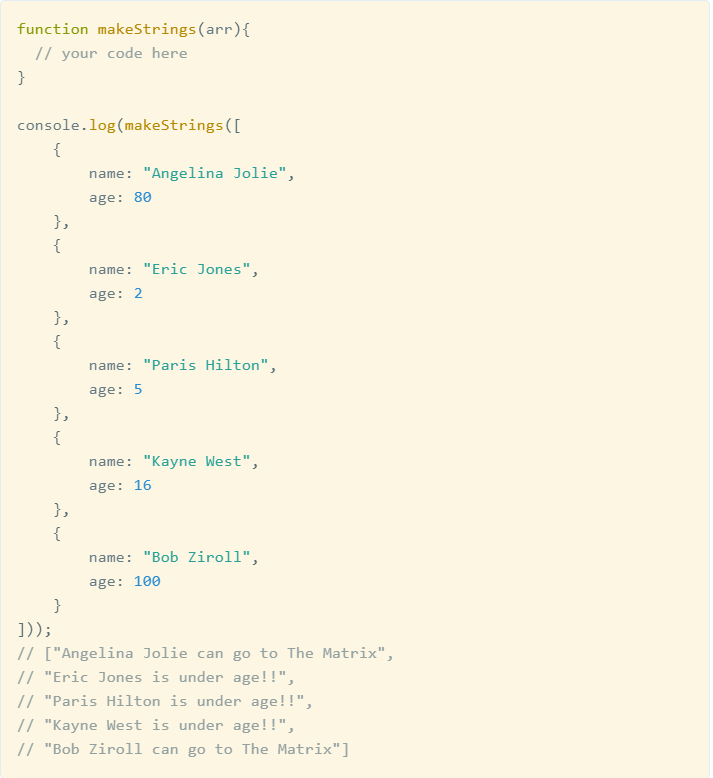 function makeStrings(arr){
  // your code here
}

console.log(makeStrings([
    {
        name: "Angelina Jolie",
        age: 80
    },
    {
        name: "Eric Jones",
        age: 2
    },
    {
        name: "Paris Hilton",
        age: 5
    },
    {
        name: "Kayne West",
        age: 16
    },
    {
        name: "Bob Ziroll",
        age: 100
    }
]));
// ["Angelina Jolie can go to The Matrix",
// "Eric Jones is under age!!",
// "Paris Hilton is under age!!",
// "Kayne West is under age!!",
// "Bob Ziroll can go to The Matrix"]